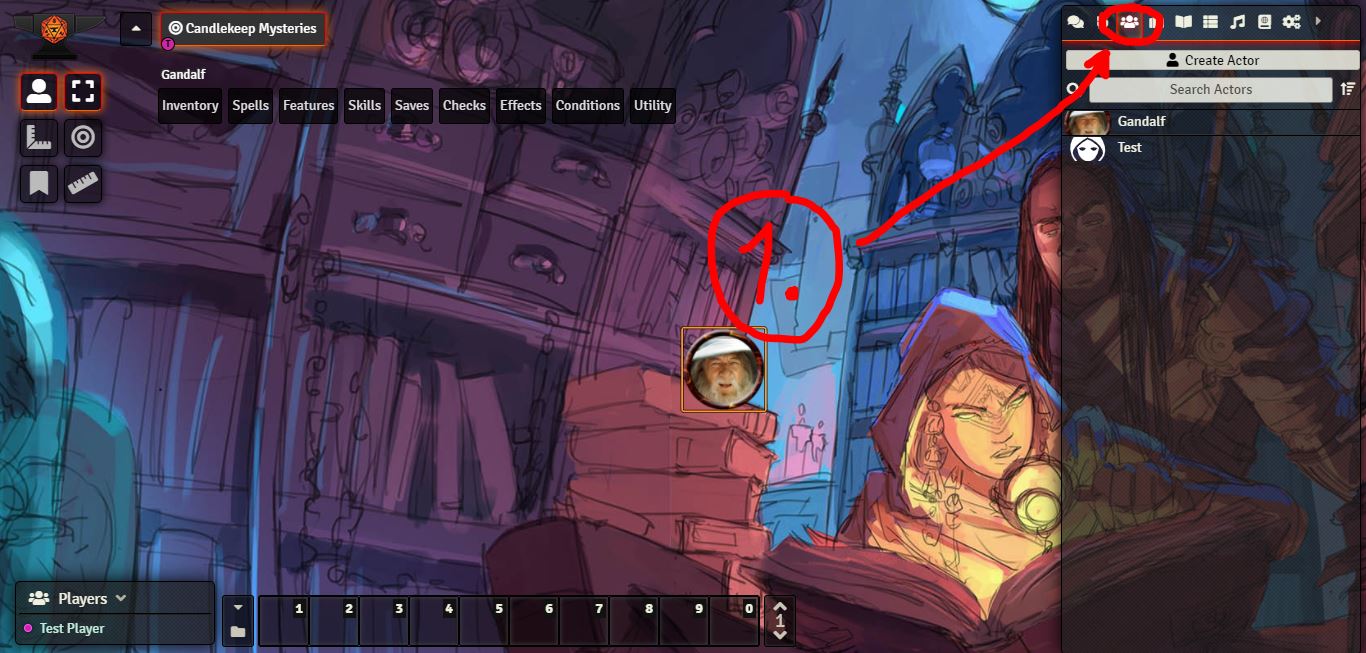 Candlekeep Mysteries
T
Gandalf
Inventory Spells Features Skills Saves Checks Effects Conditions Utility
Create Actor
Search Actors
Gandalf
Test
1.
Players
Test Player
1 2 3 4 5 6 7 8 9 0
1